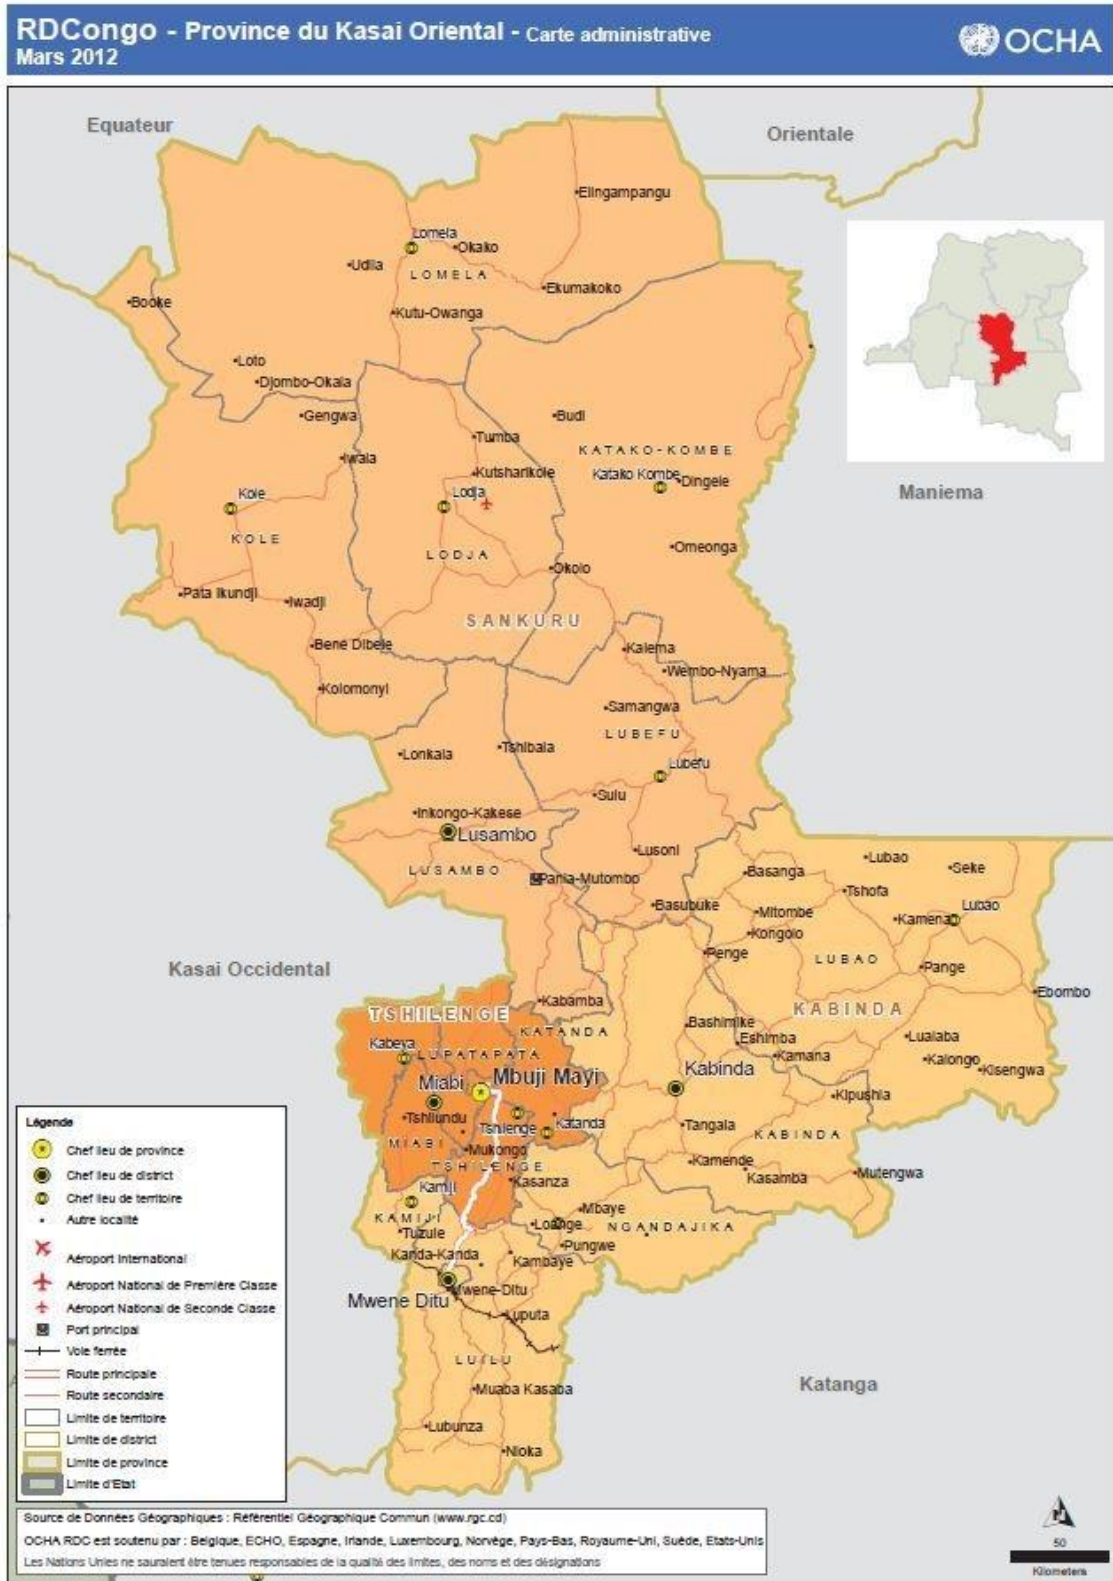 RDCongo - Province du Kasai Oriental - Carte administrative
Mars 2012
OCHA
Equateur
Orientale
Elingampangu
Lomela
Okako
Udila
LOMELA
Ekumakoko
Booke
Kutu-Owanga
Loto
Djombo-Okala
Gengwa
Budi
Tumba
KATAKO-KOMBE
Iwala
Kutsharikole
Katako Kombe
Dingele
Maniema
Kole
Lodja
KOLE
LODJA
Omeonga
Okolo
Pata Ikundji
Iwadji
SANKURU
Bene Dibele
Kalema
Wembo-Nyama
Kolomonyi
Samangwa
LUBEFU
Lonkala
Tshibala
Lubefu
Sulu
Inkongo-Kakese
Lusambo
LUSAMBO
Lusoni
Lubao
Basanga
Seke
Pania-Mutombo
Tshofa
Basubuke
Mitombe
Kamena
Lubao
Kongolo
Kasai Occidental
Penge
LUBAO
Pange
Ebombo
Kabamba
KABINDA
TSHILENGE
KATANDA
Bashimike
Eshimba
Lualaba
Kabeya
LUPATAPATA
Kamana
Kalongo
Kisengwa
Miabi
Mbuji Mayi
Kabinda
Kipushia
Tshilundu
Tshilenge
Katanda
Tangala
MIABI
KABINDA
Mukongo
TSHILENGE
Kamende
Kasamba
Mutengwa
Kamiji
Kasanza
Mbaye
KAMIJI
Loange
NGANDAJIKA
Tuzule
Pungwe
Kanda-Kanda
Kambaye
Mwene-Ditu
Mwene Ditu
Luputa
LUILU
Katanga
Muaba Kasaba
Lubunza
Nioka
Légende
Chef lieu de province
Chef lieu de district
Chef lieu de territoire
Autre localité
Aéroport International
Aéroport National de Première Classe
Aéroport National de Seconde Classe
Port principal
Voie ferrée
Route principale
Route secondaire
Limite de territoire
Limite de district
Limite de province
Limite d'Etat
Source de Données Géographiques : Référentiel Géographique Commun (www.rgc.cd)
OCHA RDC est soutenu par : Belgique, ECHO, Espagne, Irlande, Luxembourg, Norvège, Pays-Bas, Royaume-Uni, Suède, Etats-Unis
Les Nations Unies ne sauraient être tenues responsables de la qualité des limites, des noms et des désignations
N
50
Kilometers